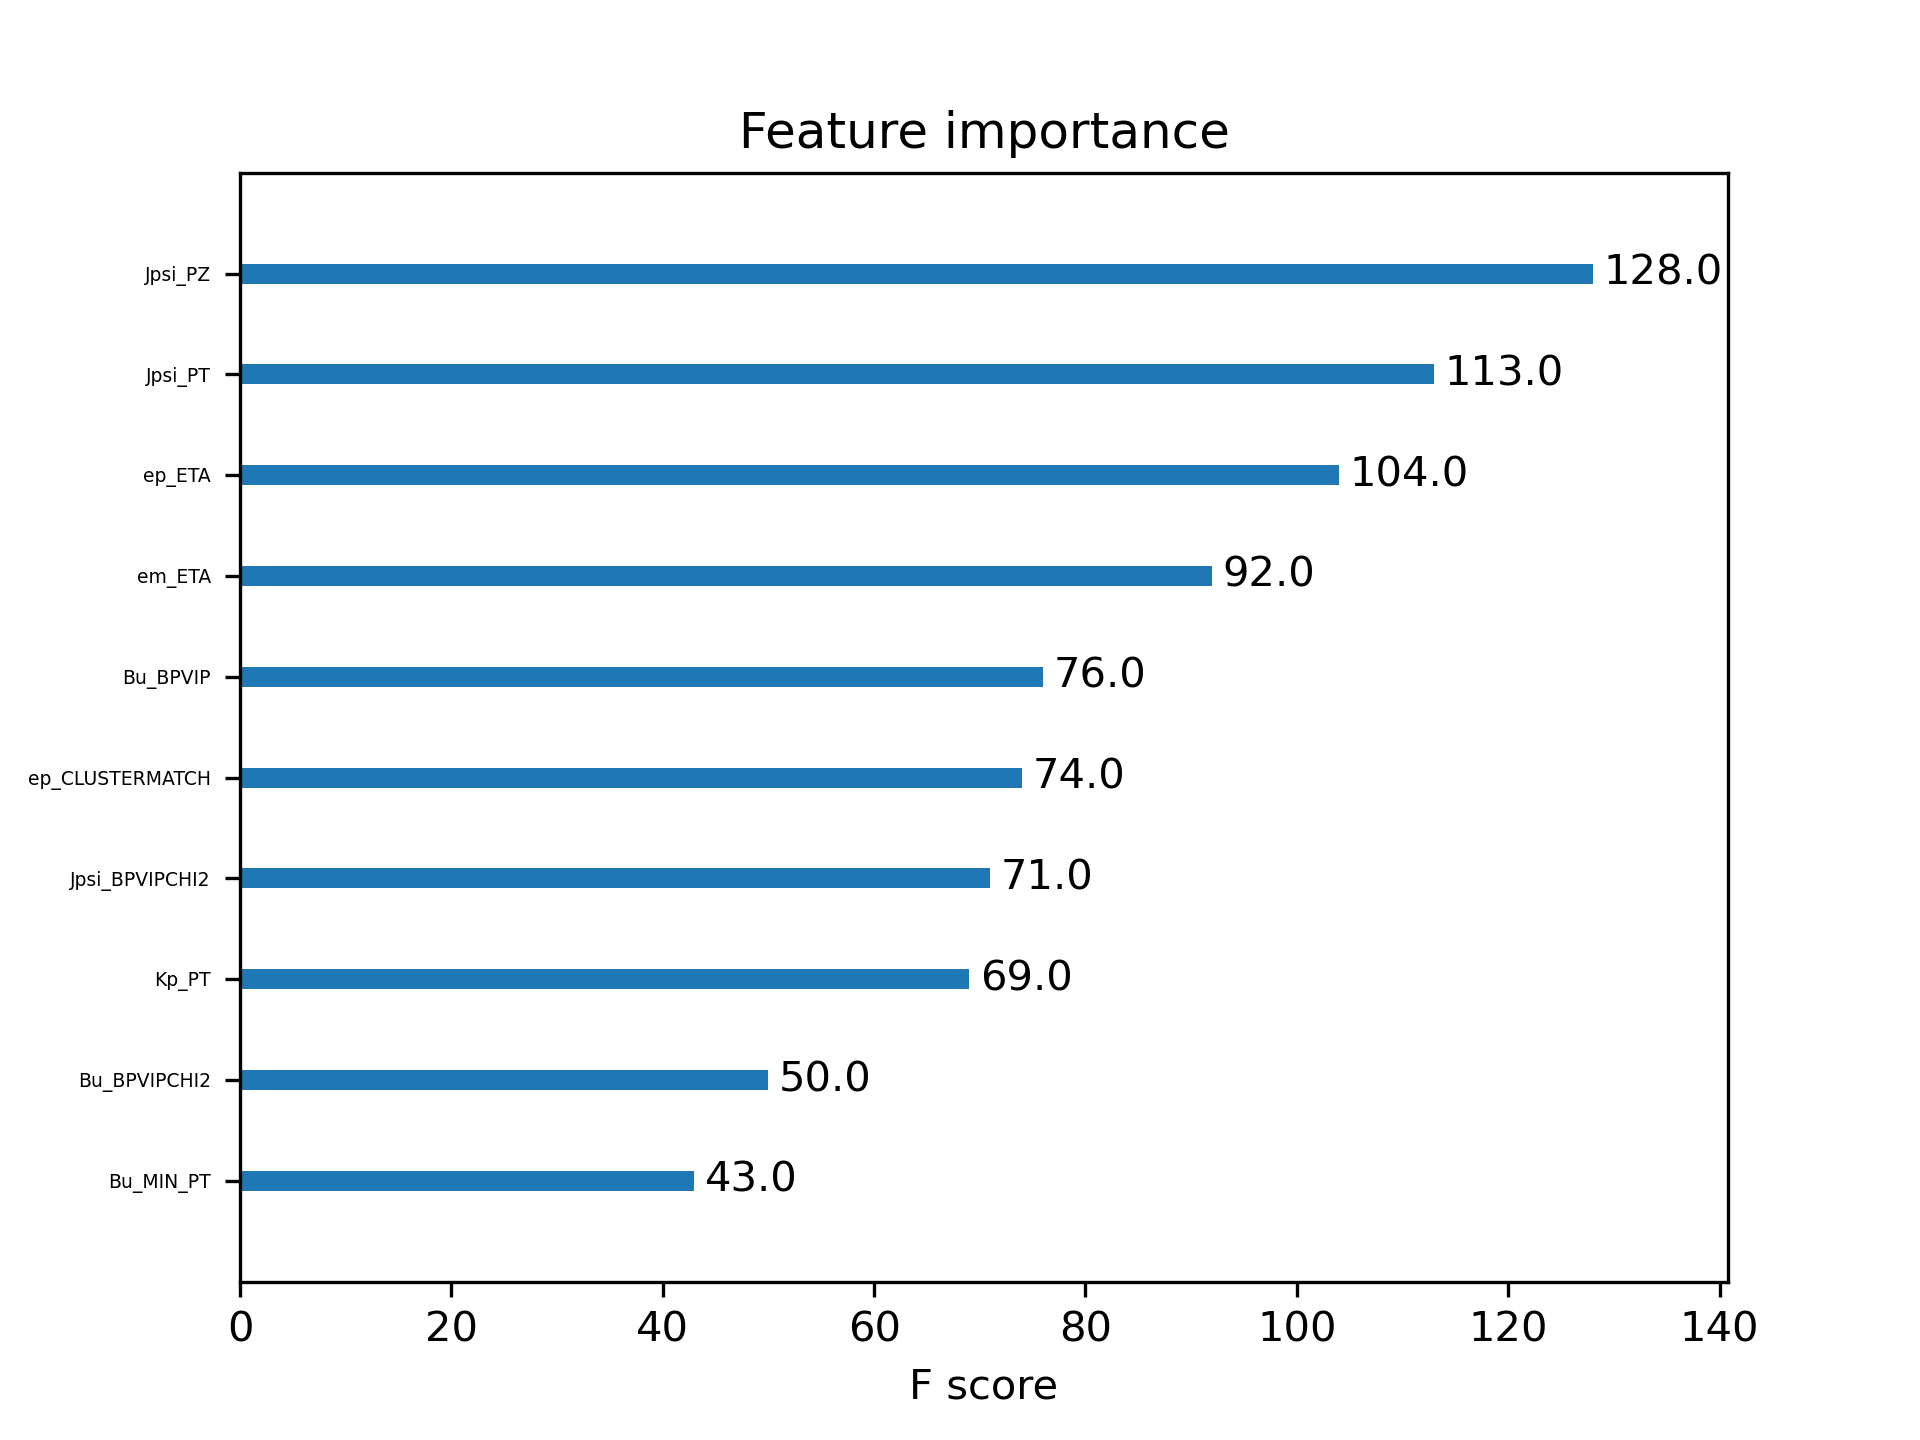 Feature importance
Jpsi_PZ 128.0
Jpsi_PT 113.0
ep_ETA 104.0
em_ETA 92.0
Bu_BPVIP 76.0
ep_CLUSTERMATCH 74.0
Jpsi_BPVIPCHI2 71.0
Kp_PT 69.0
Bu_BPVIPCHI2 50.0
Bu_MIN_PT 43.0
0 20 40 60 80 100 120 140
F score